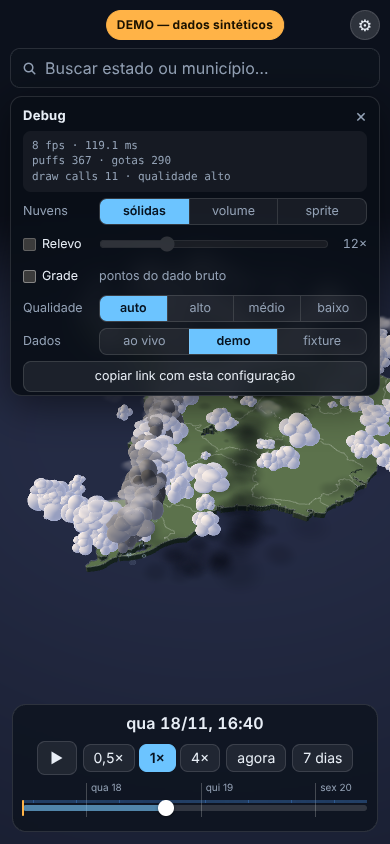 DEMO — dados sintéticos
Buscar estado ou município...
Debug ×
8 fps · 119.1 ms
puffs 367 · gotas 290
draw calls 11 · qualidade alto
Nuvens sólidas volume sprite
Relevo 12×
Grade pontos do dado bruto
Qualidade auto alto médio baixo
Dados ao vivo demo fixture
copiar link com esta configuração
qua 18/11, 16:40
0,5× 1× 4× agora 7 dias
qua 18 qui 19 sex 20